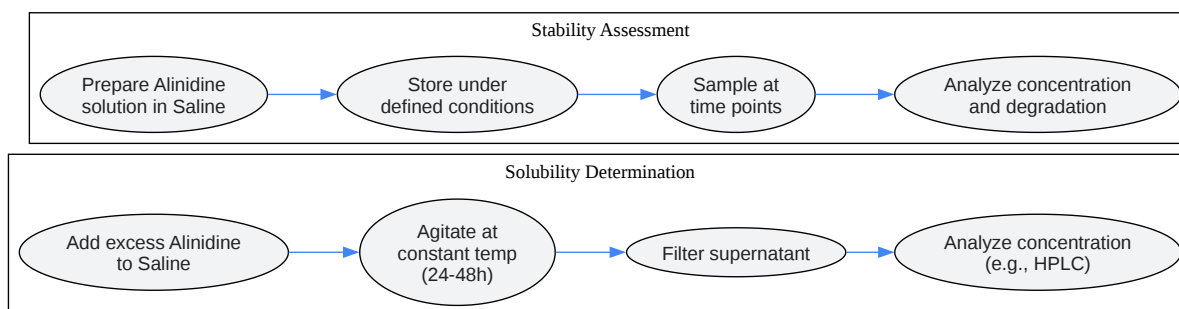 Stability Assessment
Prepare Alinidine
solution in Saline
Store under
defined conditions
Sample at
time points
Analyze concentration
and degradation
Solubility Determination
Add excess Alinidine
to Saline
Agitate at
constant temp
(24-48h)
Filter supernatant
Analyze concentration
(e.g., HPLC)